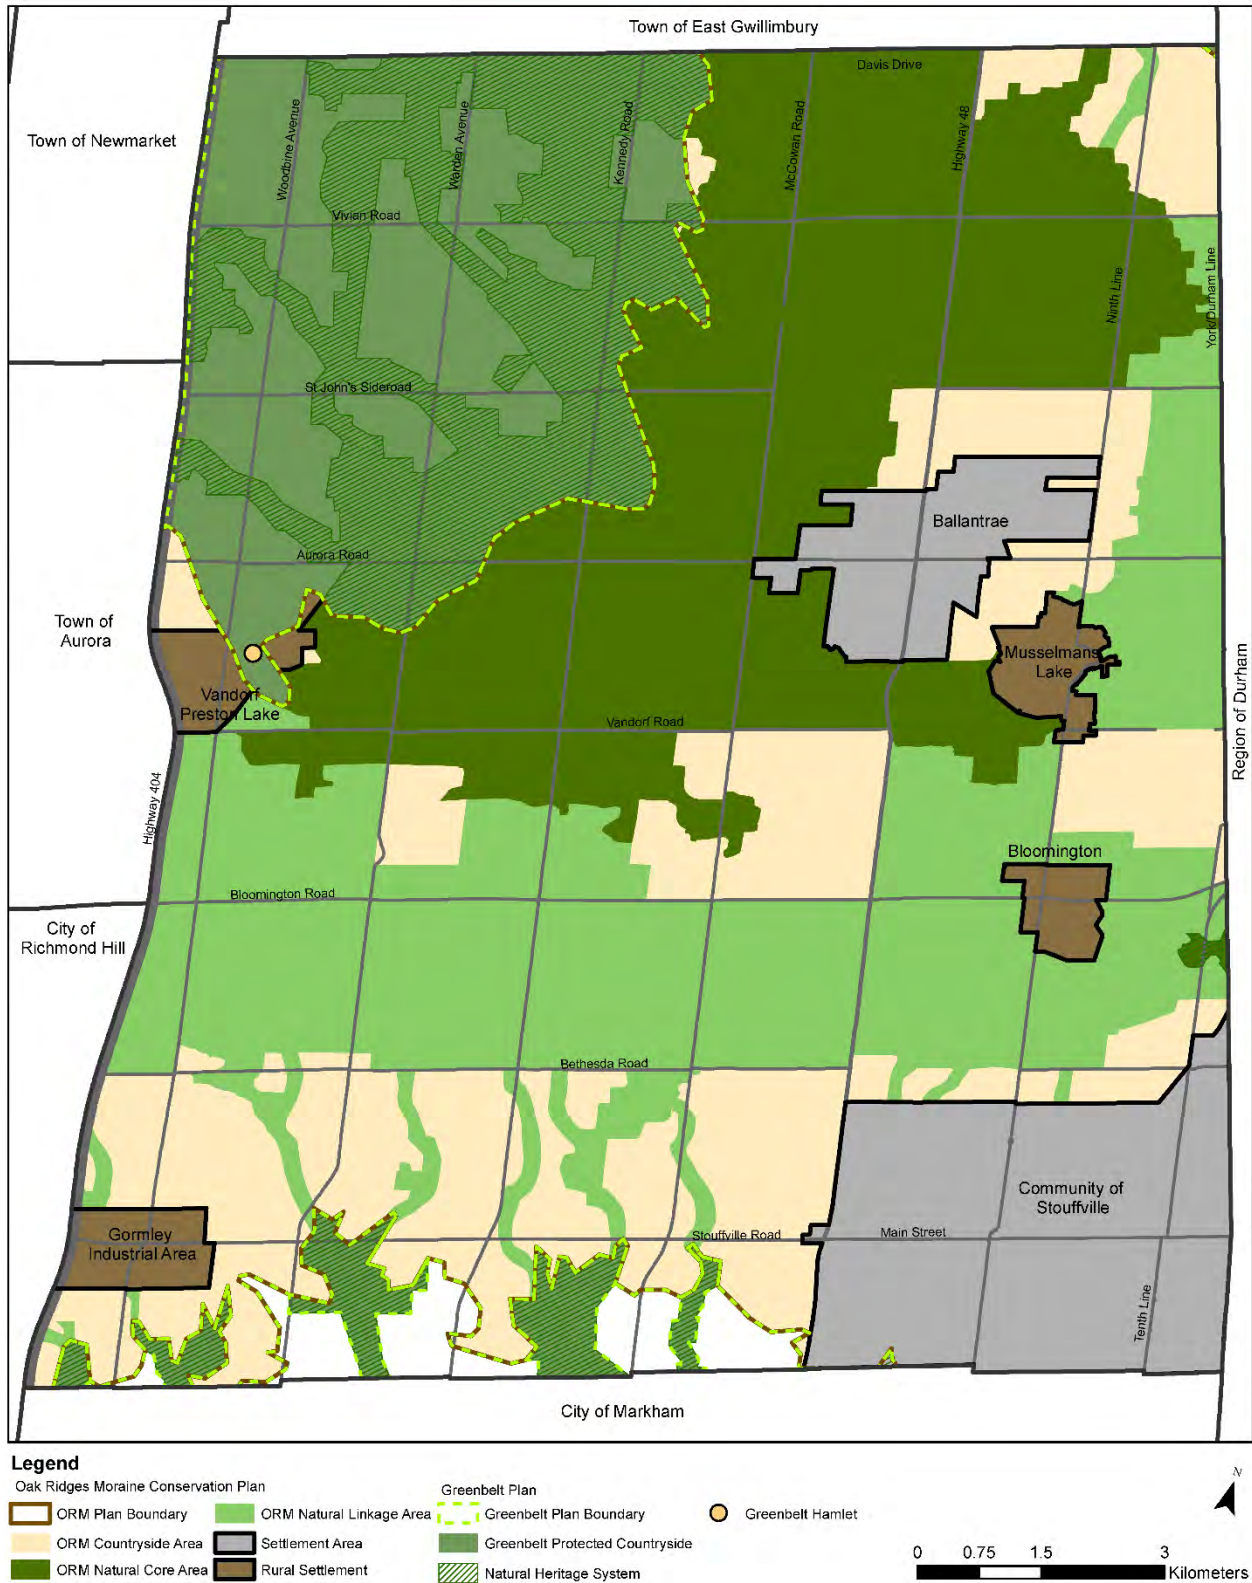 Town of East Gwillimbury
Davis Drive
Town of Newmarket
Woodbine Avenue
Warden Avenue
Kennedy Road
McCowan Road
Highway 48
Vivian Road
Ninth Line
York/Durham Line
St John's Sideroad
Ballantrae
Aurora Road
Town of
Aurora
Musselmans
Lake
Vandorf
Preston Lake
Vandorf Road
Region of Durham
Highway 404
Bloomington
Bloomington Road
City of
Richmond Hill
Bethesda Road
Community of
Stouffville
Gormley
Industrial Area
Stouffville Road
Main Street
Tenth Line
City of Markham
Legend
Oak Ridges Moraine Conservation Plan
ORM Plan Boundary
ORM Countryside Area
ORM Natural Core Area
ORM Natural Linkage Area
Settlement Area
Rural Settlement
Greenbelt Plan
Greenbelt Plan Boundary
Greenbelt Protected Countryside
Natural Heritage System
Greenbelt Hamlet
N
0 0.75 1.5 3
Kilometers